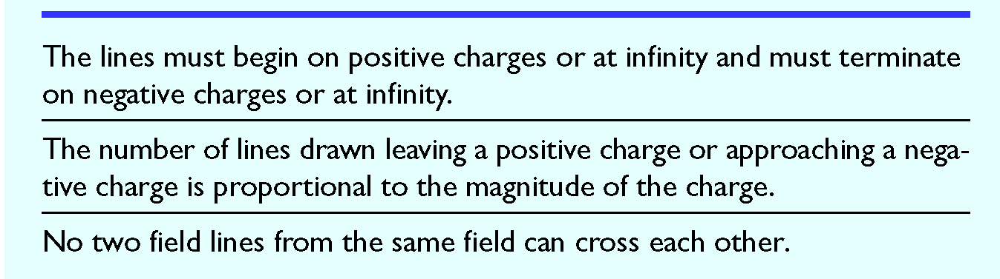 The lines must begin on positive charges or at infinity and must terminate
on negative charges or at infinity.
The number of lines drawn leaving a positive charge or approaching a nega-
tive charge is proportional to the magnitude of the charge.
No two field lines from the same field can cross each other.